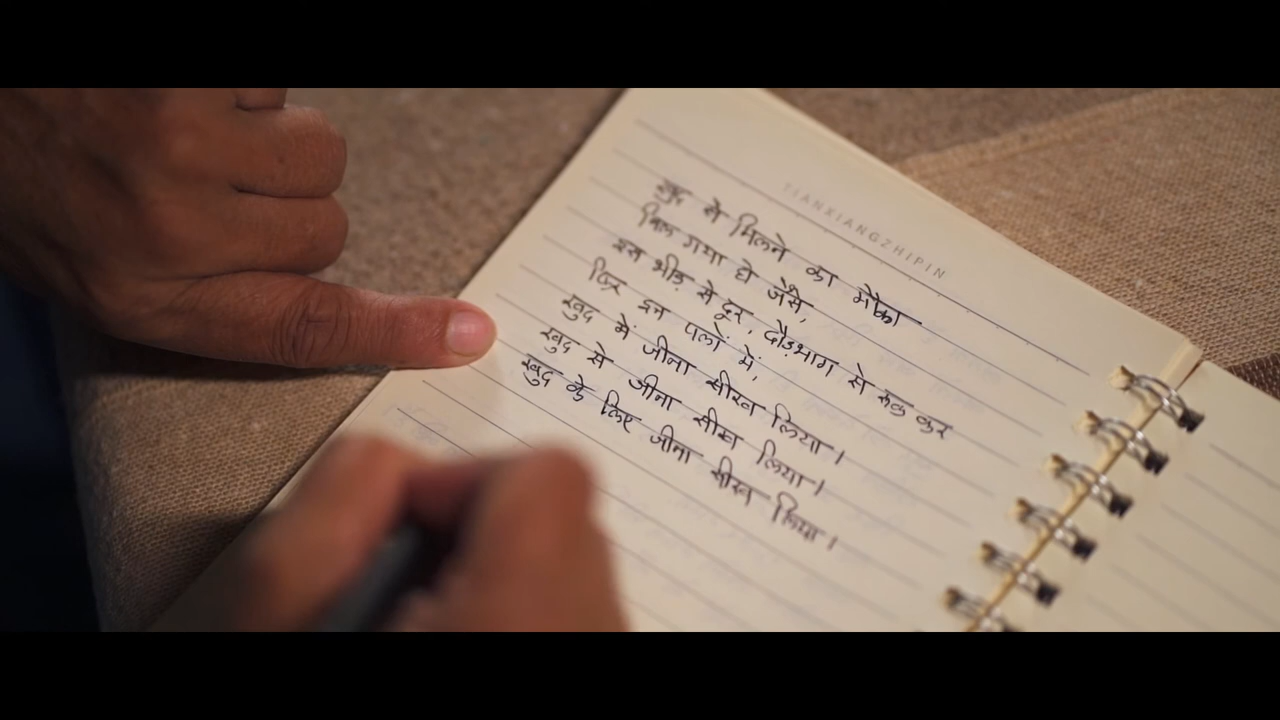 TIANXIANGZHIPIN
खुद से मिलने का मौका
मिल गया हो जैसे,
इस भीड़ से दूर, दौड़भाग से रूक कर
फिर इन पलों में,
खुद में जीना सीख लिया।
खुद से जीना सीख लिया।
खुद के लिए जीना सीख लिया।